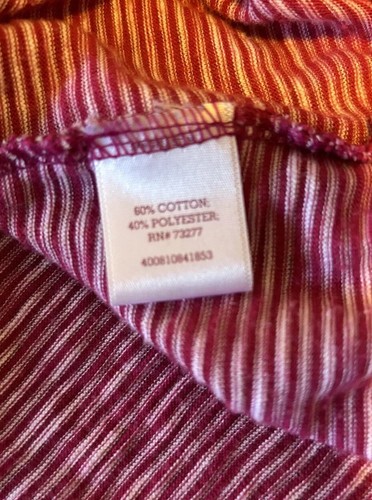 60% COTTON;
40% POLYESTER;
RN# 73277
400810841853